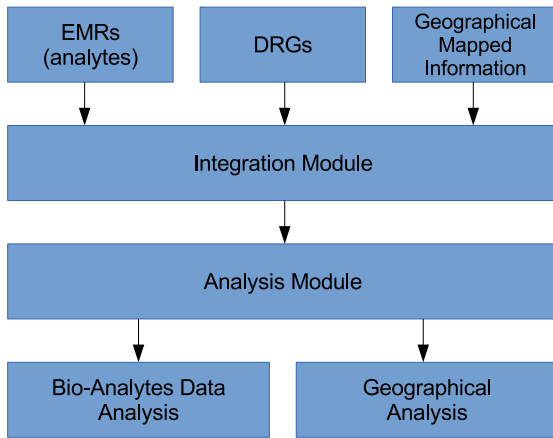 EMRs
(analytes)
DRGs
Geographical
Mapped
Information
Integration Module
Analysis Module
Bio-Analytes Data
Analysis
Geographical
Analysis